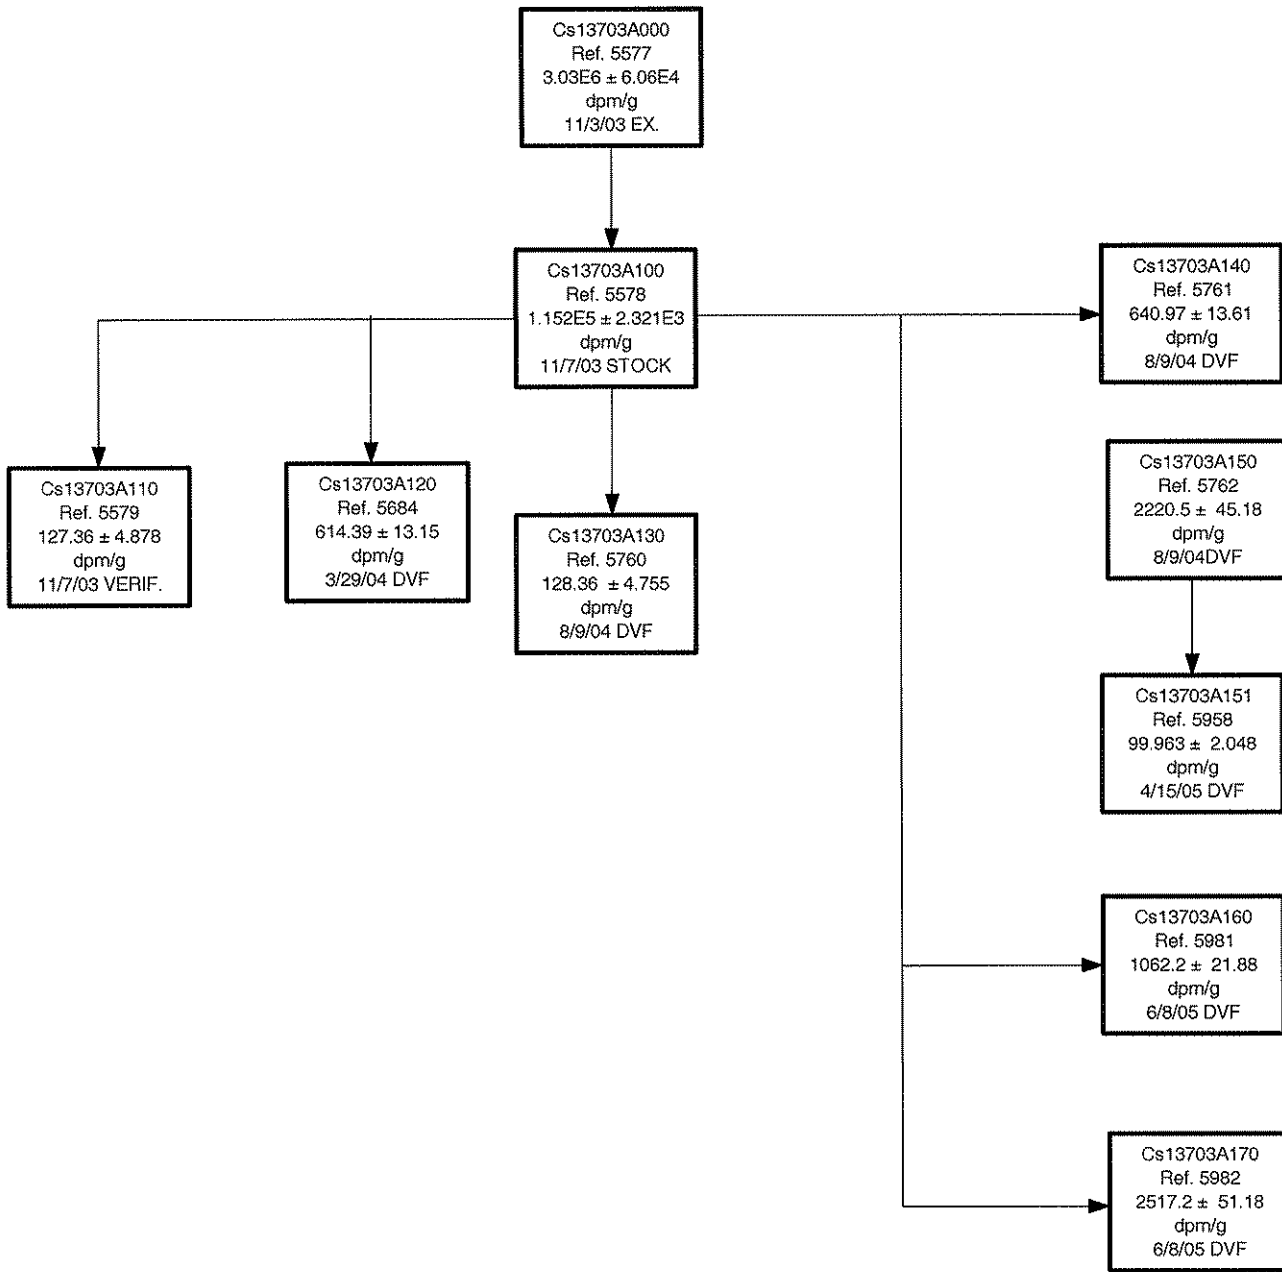 Cs13703A000
Ref. 5577
3.03E6 ± 6.06E4
dpm/g
11/3/03 EX.
Cs13703A100
Ref. 5578
1.152E5 ± 2.321E3
dpm/g
11/7/03 STOCK
Cs13703A140
Ref. 5761
640.97 ± 13.61
dpm/g
8/9/04 DVF
Cs13703A110
Ref. 5579
127.36 ± 4.878
dpm/g
11/7/03 VERIF.
Cs13703A120
Ref. 5684
614.39 ± 13.15
dpm/g
3/29/04 DVF
Cs13703A130
Ref. 5760
128.36 ± 4.755
dpm/g
8/9/04 DVF
Cs13703A150
Ref. 5762
2220.5 ± 45.18
dpm/g
8/9/04DVF
Cs13703A151
Ref. 5958
99.963 ± 2.048
dpm/g
4/15/05 DVF
Cs13703A160
Ref. 5981
1062.2 ± 21.88
dpm/g
6/8/05 DVF
Cs13703A170
Ref. 5982
2517.2 ± 51.18
dpm/g
6/8/05 DVF